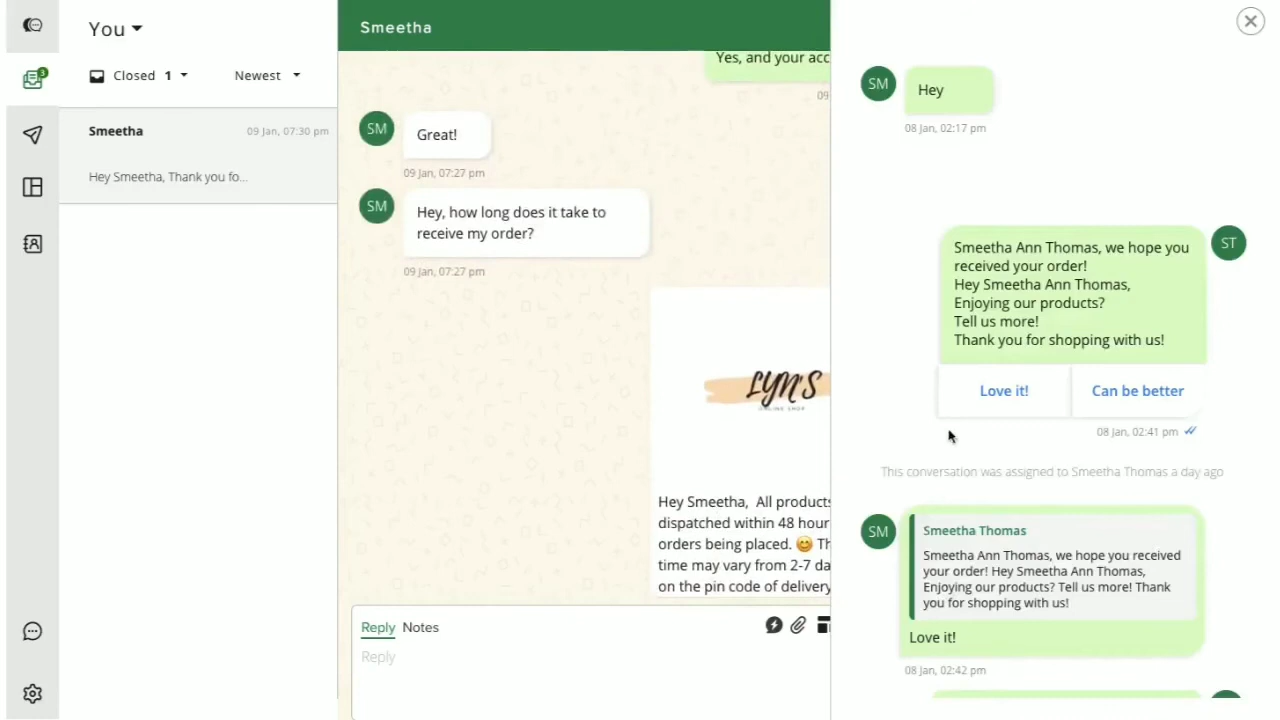 You
Closed 1
Newest
Smeetha
09 Jan, 07:30 pm
Hey Smeetha, Thank you fo...
3
Smeetha
Yes, and your acc
09
SM
Great!
09 Jan, 07:27 pm
SM
Hey, how long does it take to
receive my order?
09 Jan, 07:27 pm
LYN'S
ONLINE SHOP
Hey Smeetha, All products
dispatched within 48 hour
orders being placed. 😊 Th
time may vary from 2-7 da
on the pin code of delivery
Reply Notes
Reply
SM
Hey
08 Jan, 02:17 pm
ST
Smeetha Ann Thomas, we hope you
received your order!
Hey Smeetha Ann Thomas,
Enjoying our products?
Tell us more!
Thank you for shopping with us!
Love it!
Can be better
08 Jan, 02:41 pm
This conversation was assigned to Smeetha Thomas a day ago
SM
Smeetha Thomas
Smeetha Ann Thomas, we hope you received
your order! Hey Smeetha Ann Thomas,
Enjoying our products? Tell us more! Thank
you for shopping with us!
Love it!
08 Jan, 02:42 pm